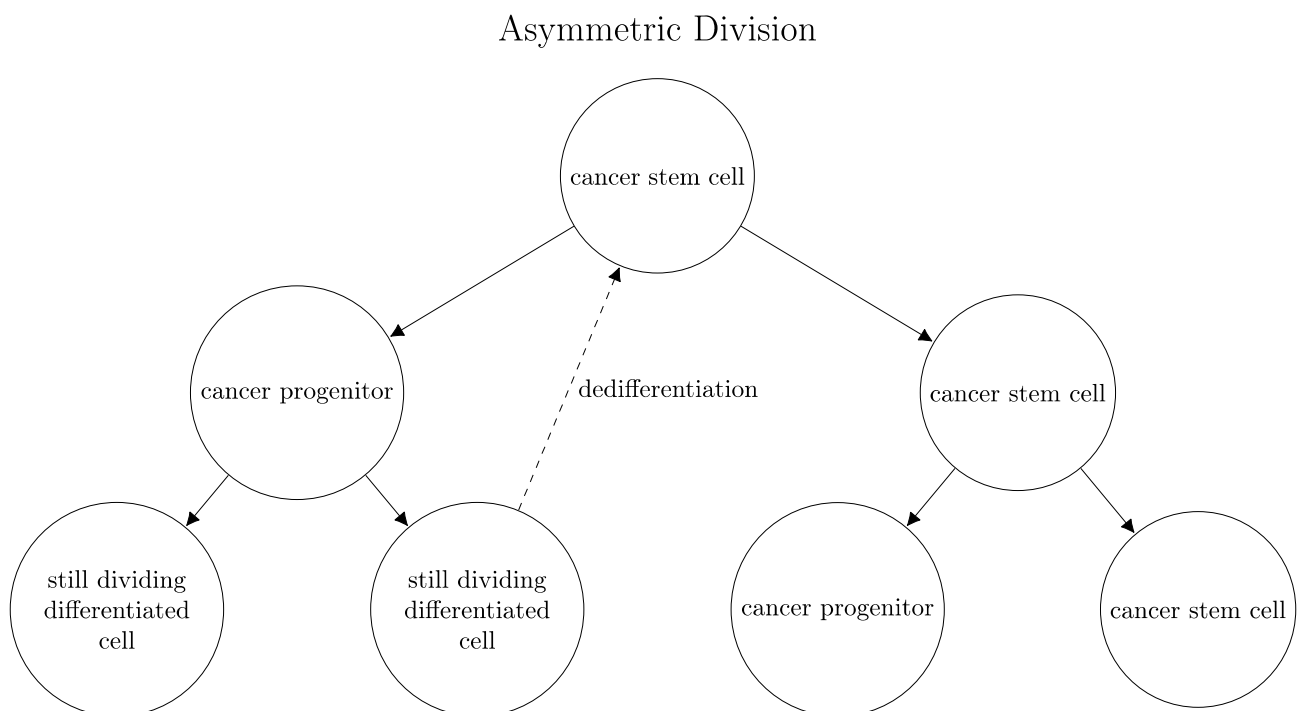 Asymmetric Division
cancer stem cell
cancer progenitor
dedifferentiation
cancer stem cell
still dividing
differentiated
cell
still dividing
differentiated
cell
cancer progenitor
cancer stem cell